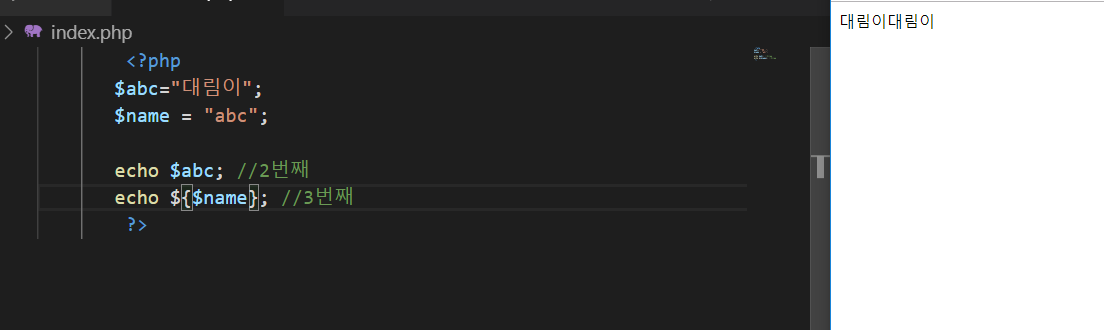 index.php
대림이대림이
<?php
$abc="대림이";
$name = "abc";
echo $abc; //2번째
echo ${$name}; //3번째
?>